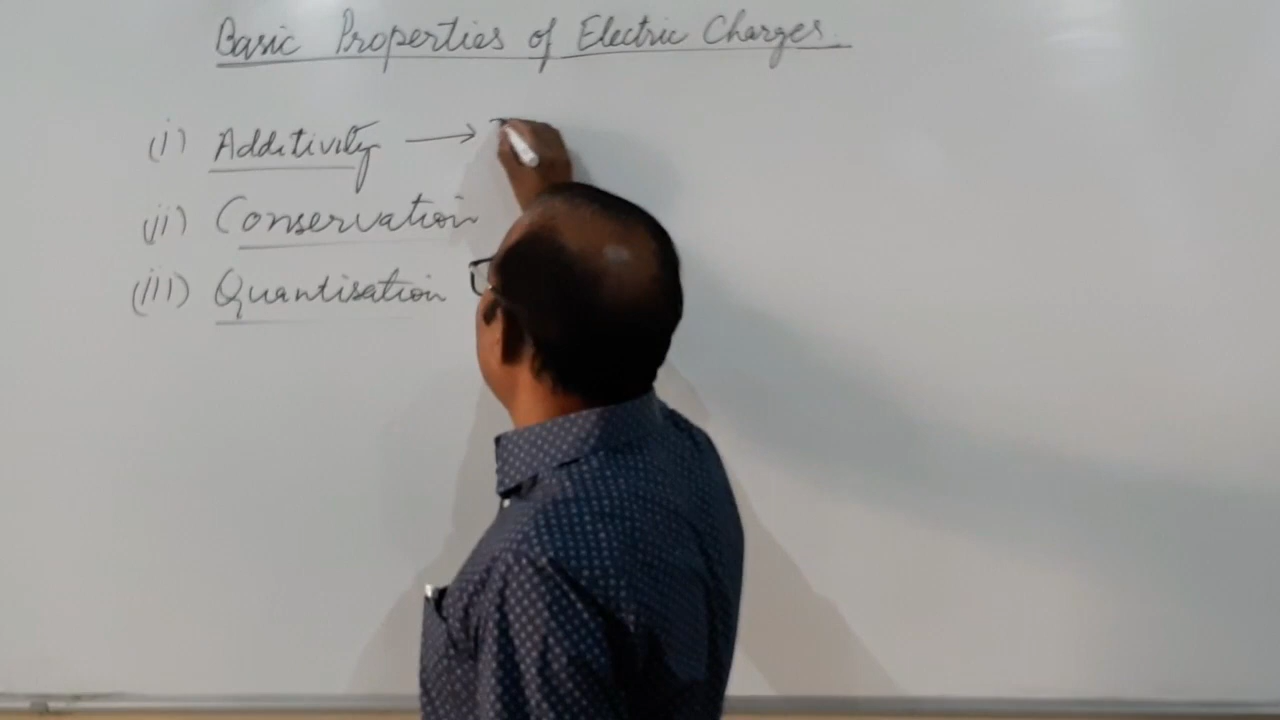 Basic Properties of Electric Charges.
(i) Additivity →
(ii) Conservation
(iii) Quantisation